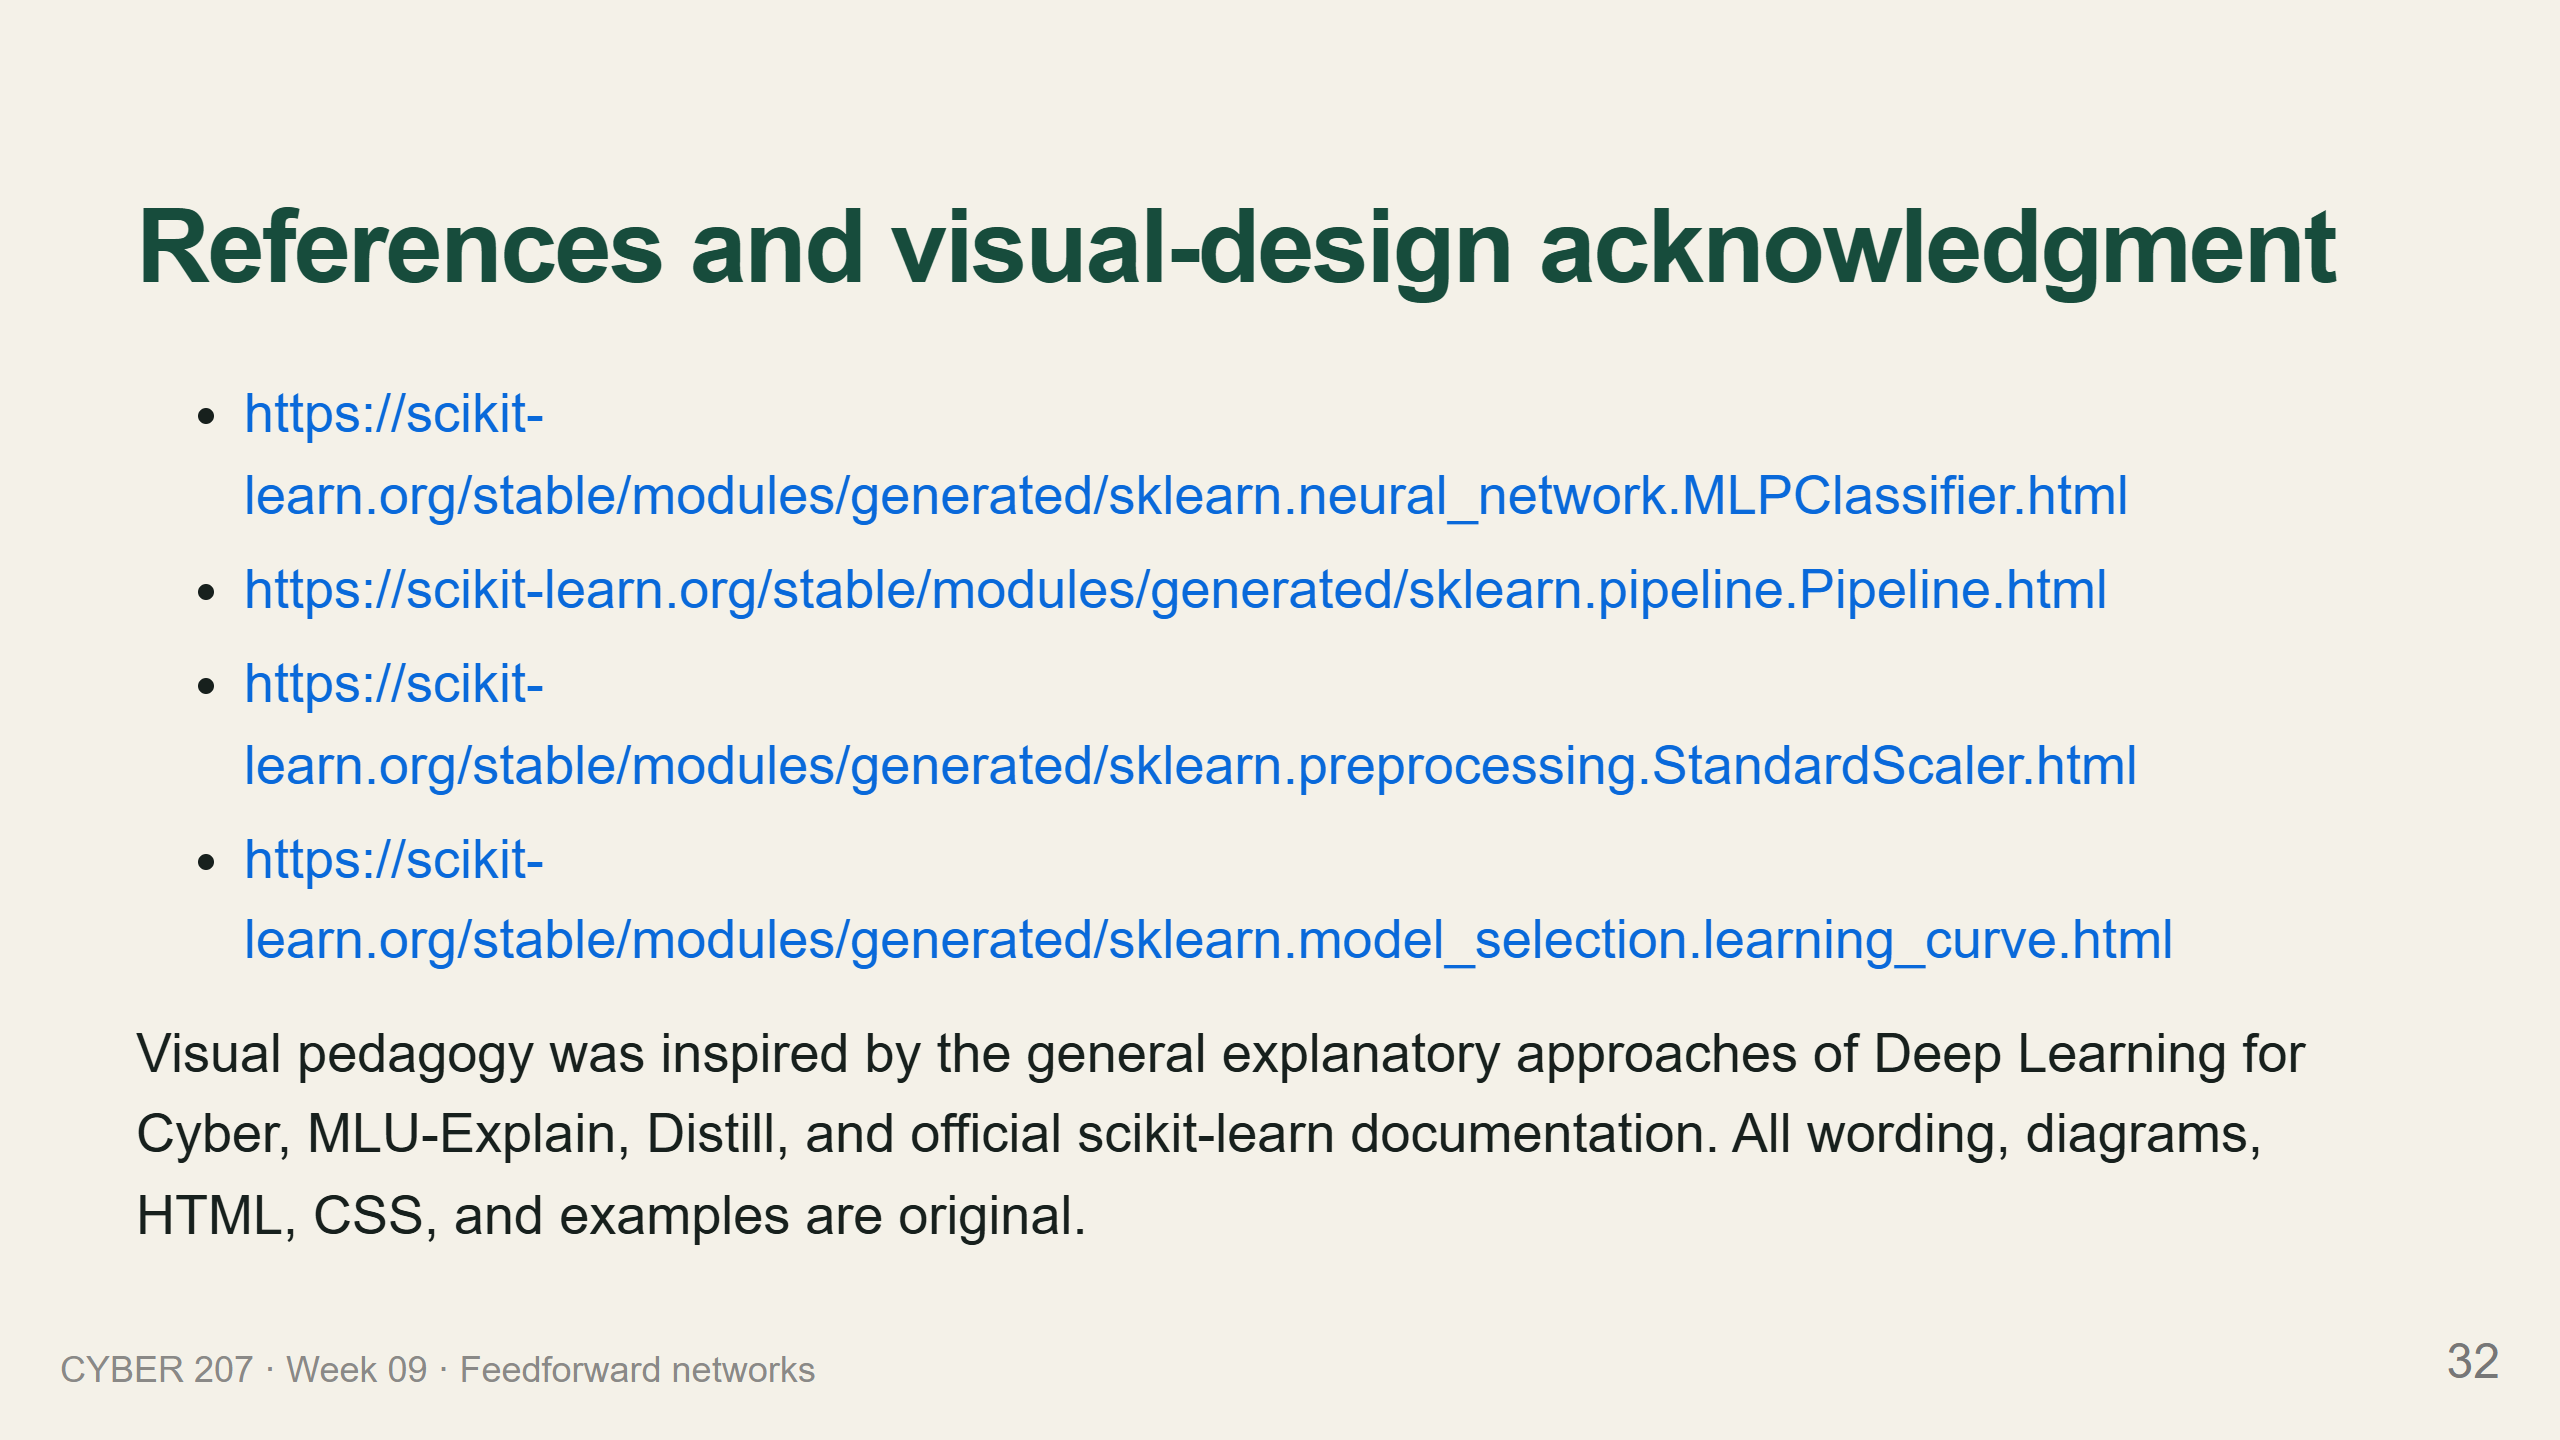 References and visual-design acknowledgment
• https://scikit-
learn.org/stable/modules/generated/sklearn.neural_network.MLPClassifier.html
• https://scikit-learn.org/stable/modules/generated/sklearn.pipeline.Pipeline.html
• https://scikit-
learn.org/stable/modules/generated/sklearn.preprocessing.StandardScaler.html
• https://scikit-
learn.org/stable/modules/generated/sklearn.model_selection.learning_curve.html
Visual pedagogy was inspired by the general explanatory approaches of Deep Learning for
Cyber, MLU-Explain, Distill, and official scikit-learn documentation. All wording, diagrams,
HTML, CSS, and examples are original.
CYBER 207 · Week 09 · Feedforward networks
32